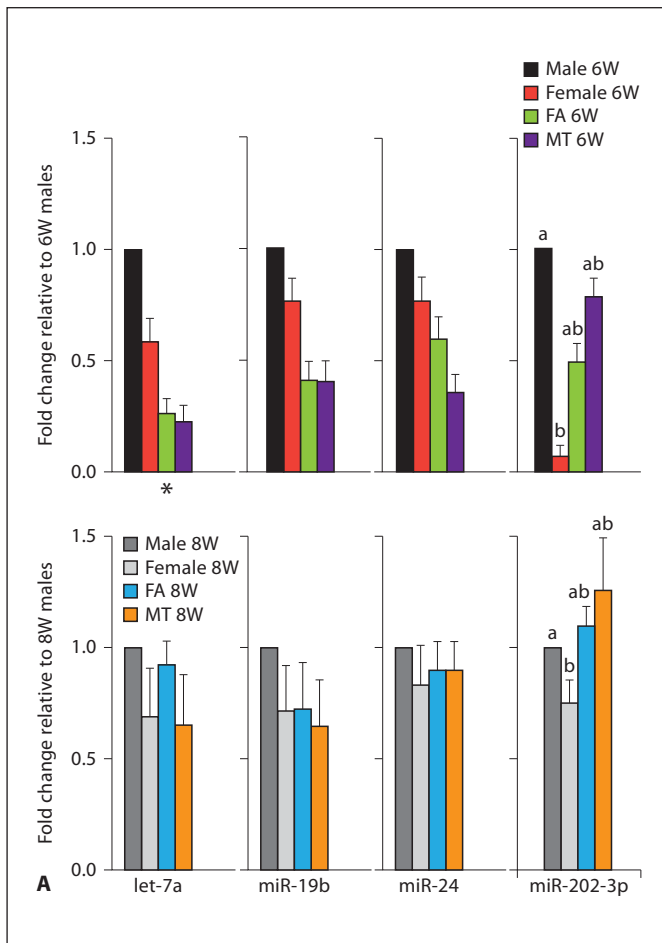 Male 6W
Female 6W
FA 6W
MT 6W
Fold change relative to 6W males
1.5
1.0
0.5
0.0
*
a
b
ab
ab
Fold change relative to 8W males
1.5
1.0
0.5
0.0
Male 8W
Female 8W
FA 8W
MT 8W
a
b
ab
ab
A
let-7a
miR-19b
miR-24
miR-202-3p